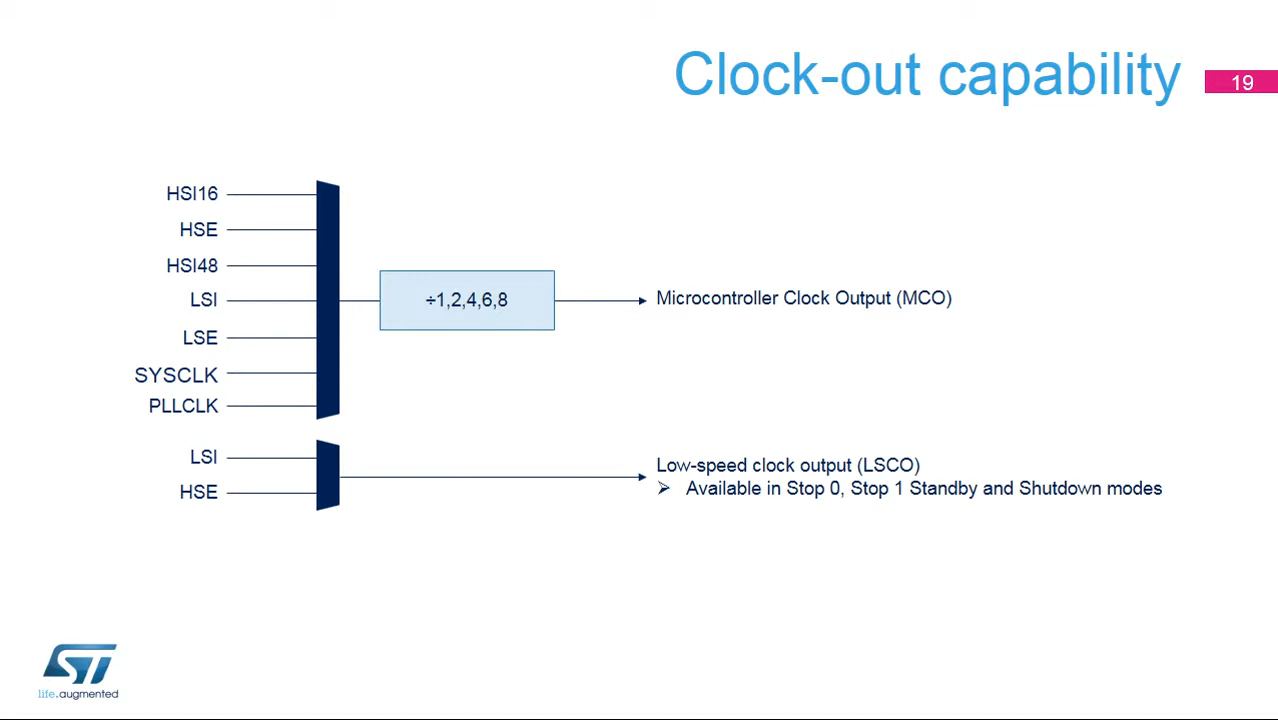 Clock-out capability
19
HSI16
HSE
HSI48
LSI
LSE
SYSCLK
PLLCLK
÷1,2,4,6,8
Microcontroller Clock Output (MCO)
LSI
HSE
Low-speed clock output (LSCO)
➢ Available in Stop 0, Stop 1 Standby and Shutdown modes
ST
life.augmented